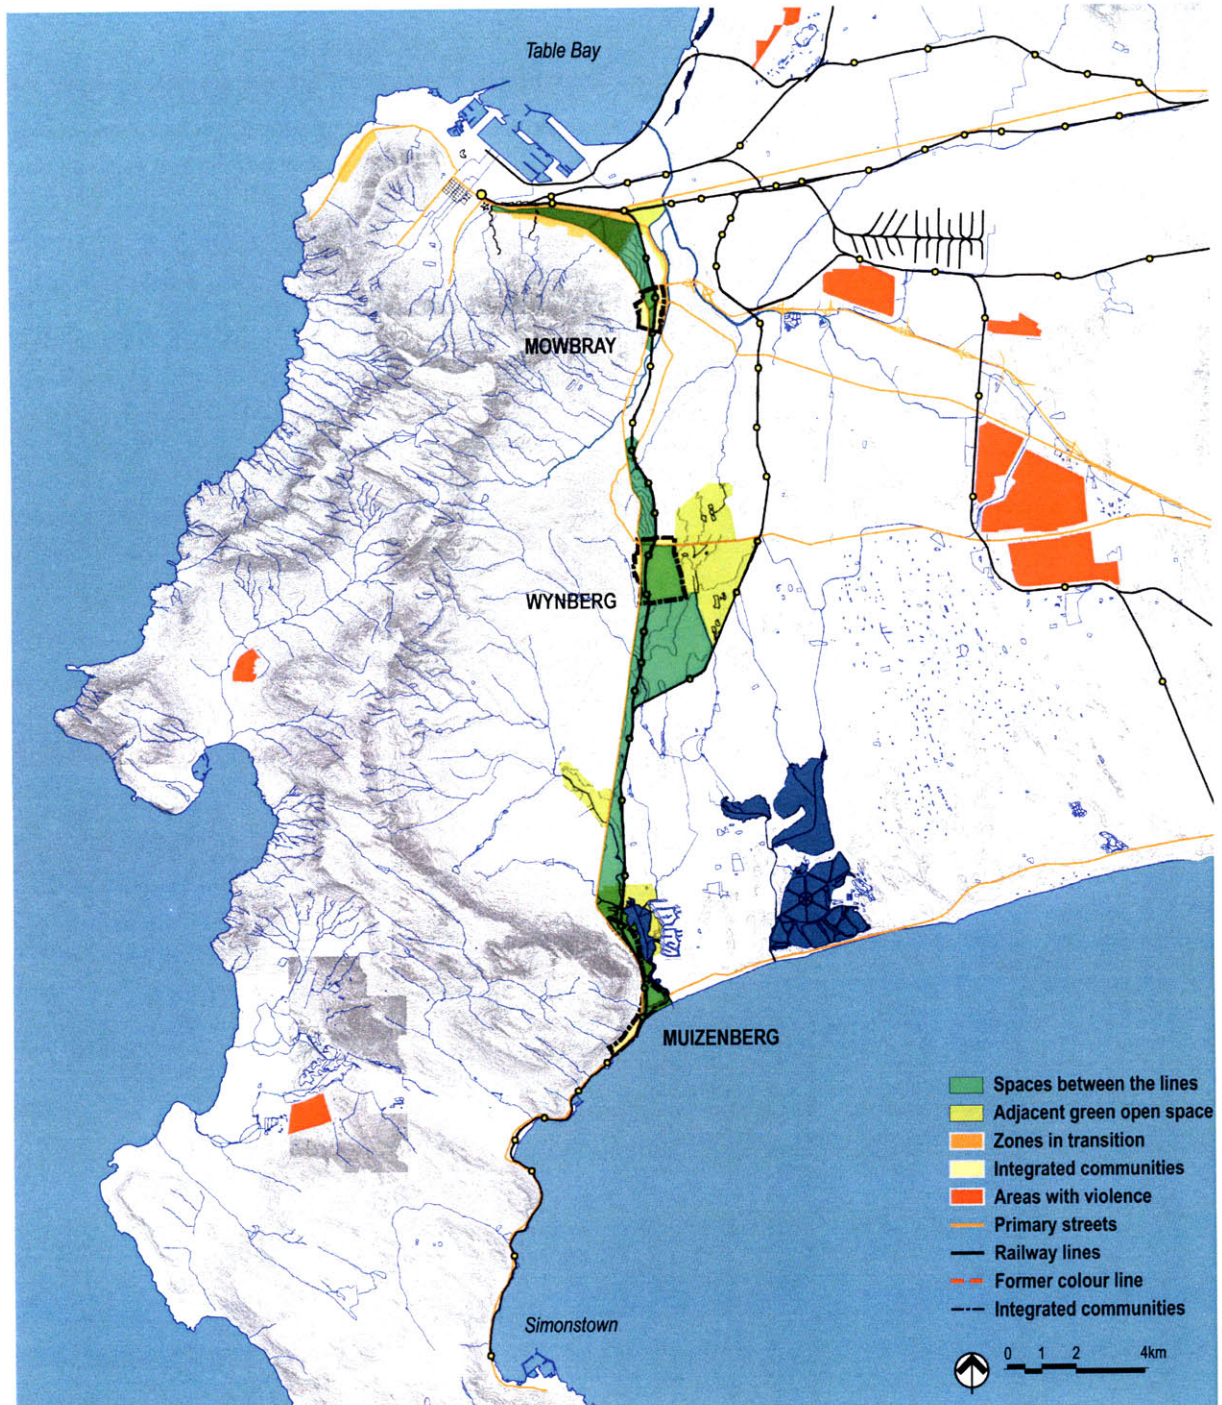 Table Bay
MOWBRAY
WYNBERG
MUIZENBERG
Spaces between the lines
Adjacent green open space
Zones in transition
Integrated communities
Areas with violence
Primary streets
Railway lines
Former colour line
Integrated communities
Simonstown
0 1 2 4km